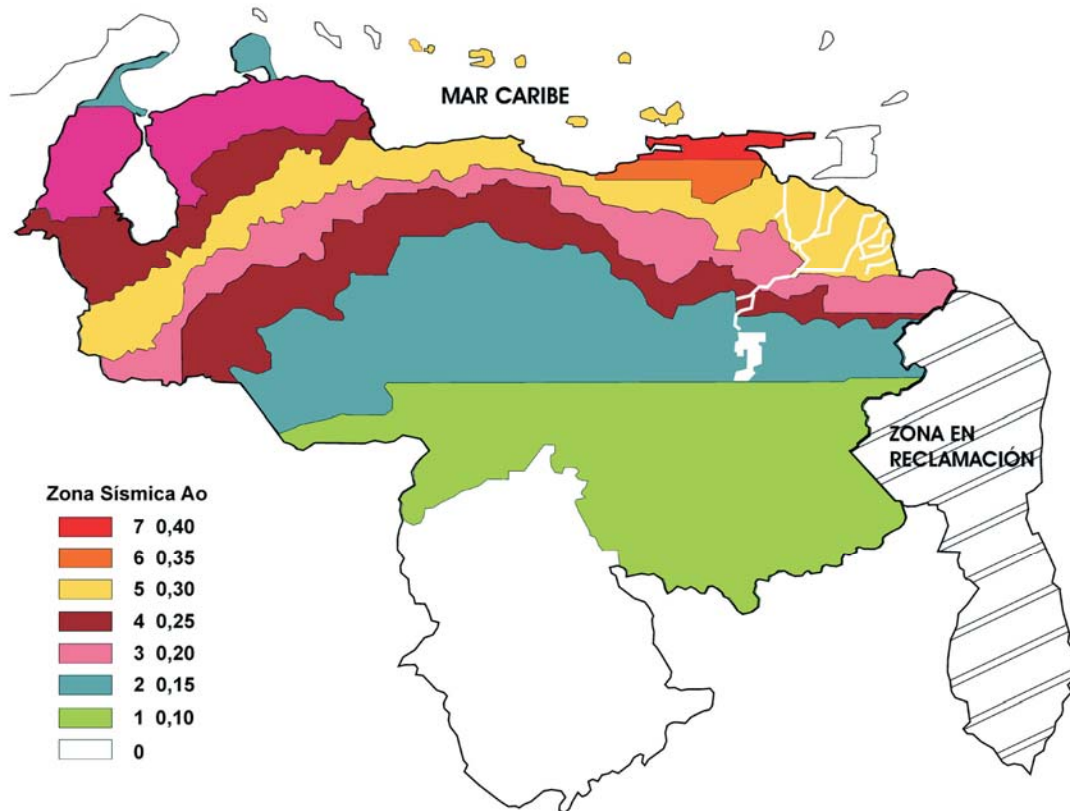 MAR CARIBE
ZONA EN
RECLAMACIÓN
Zona Sísmica Ao
7 0,40
6 0,35
5 0,30
4 0,25
3 0,20
2 0,15
1 0,10
0